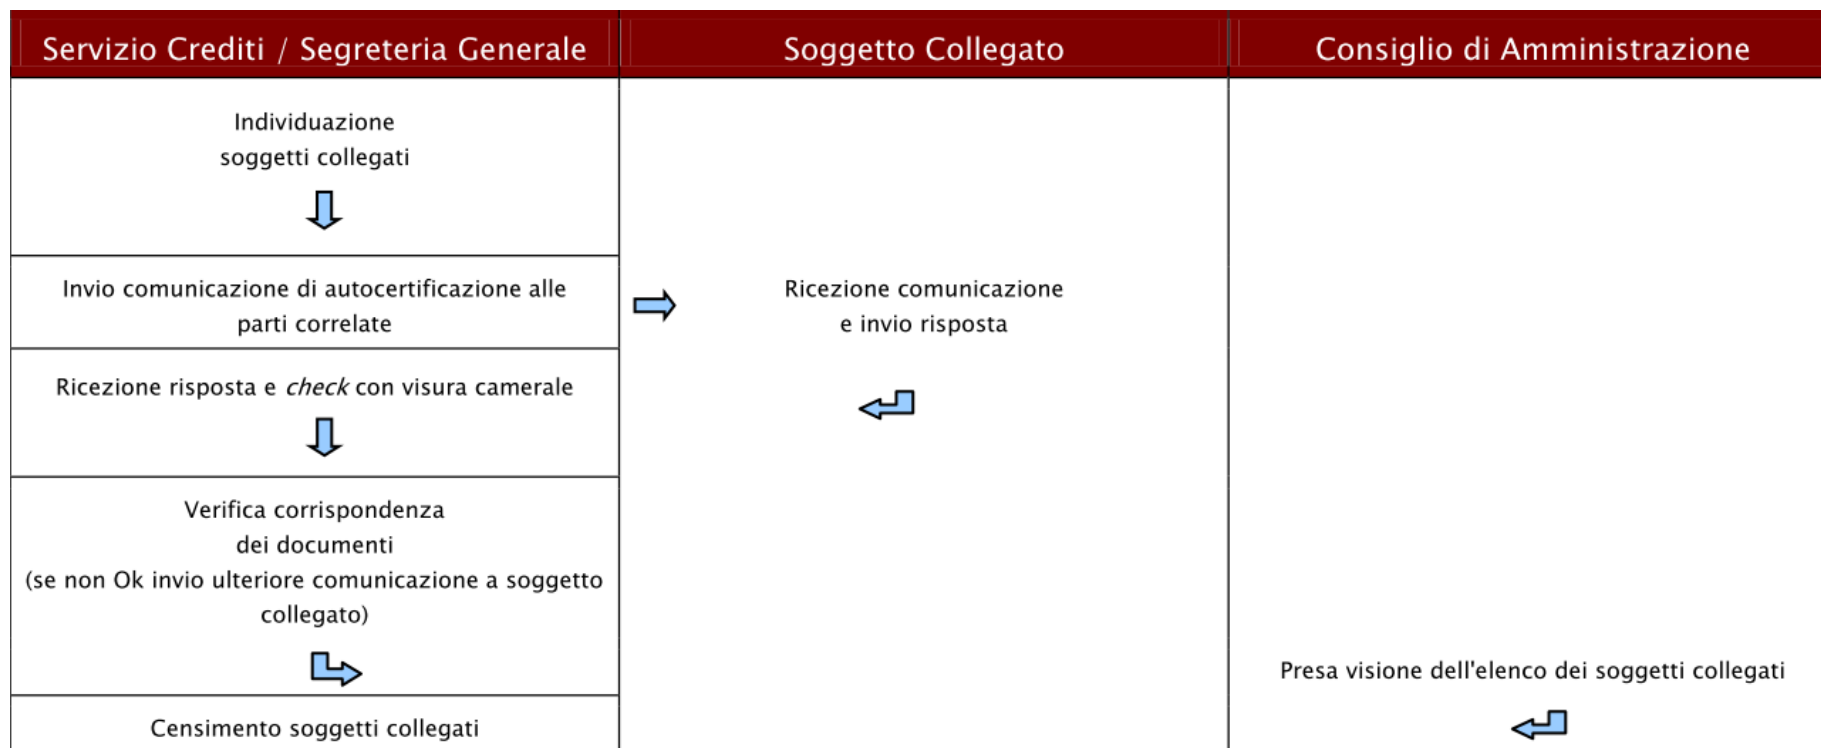 Servizio Crediti / Segreteria Generale
Soggetto Collegato
Consiglio di Amministrazione
Individuazione
soggetti collegati
Invio comunicazione di autocertificazione alle
parti correlate
Ricezione comunicazione
e invio risposta
Ricezione risposta e check con visura camerale
Verifica corrispondenza
dei documenti
(se non Ok invio ulteriore comunicazione a soggetto
collegato)
Presa visione dell'elenco dei soggetti collegati
Censimento soggetti collegati